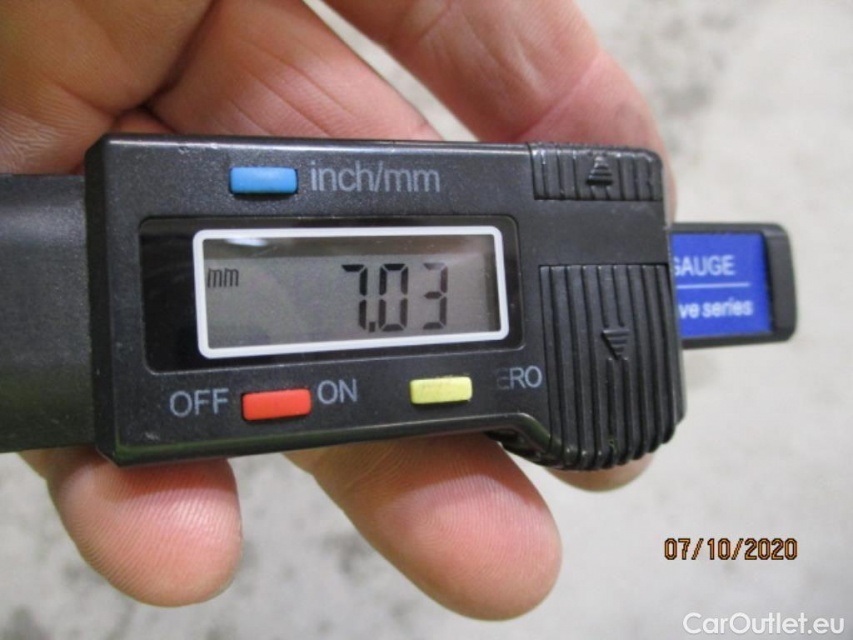 inch/mm
mm 7.03
OFF ON ERO
GAUGE
ve series
07/10/2020
CarOutlet.eu